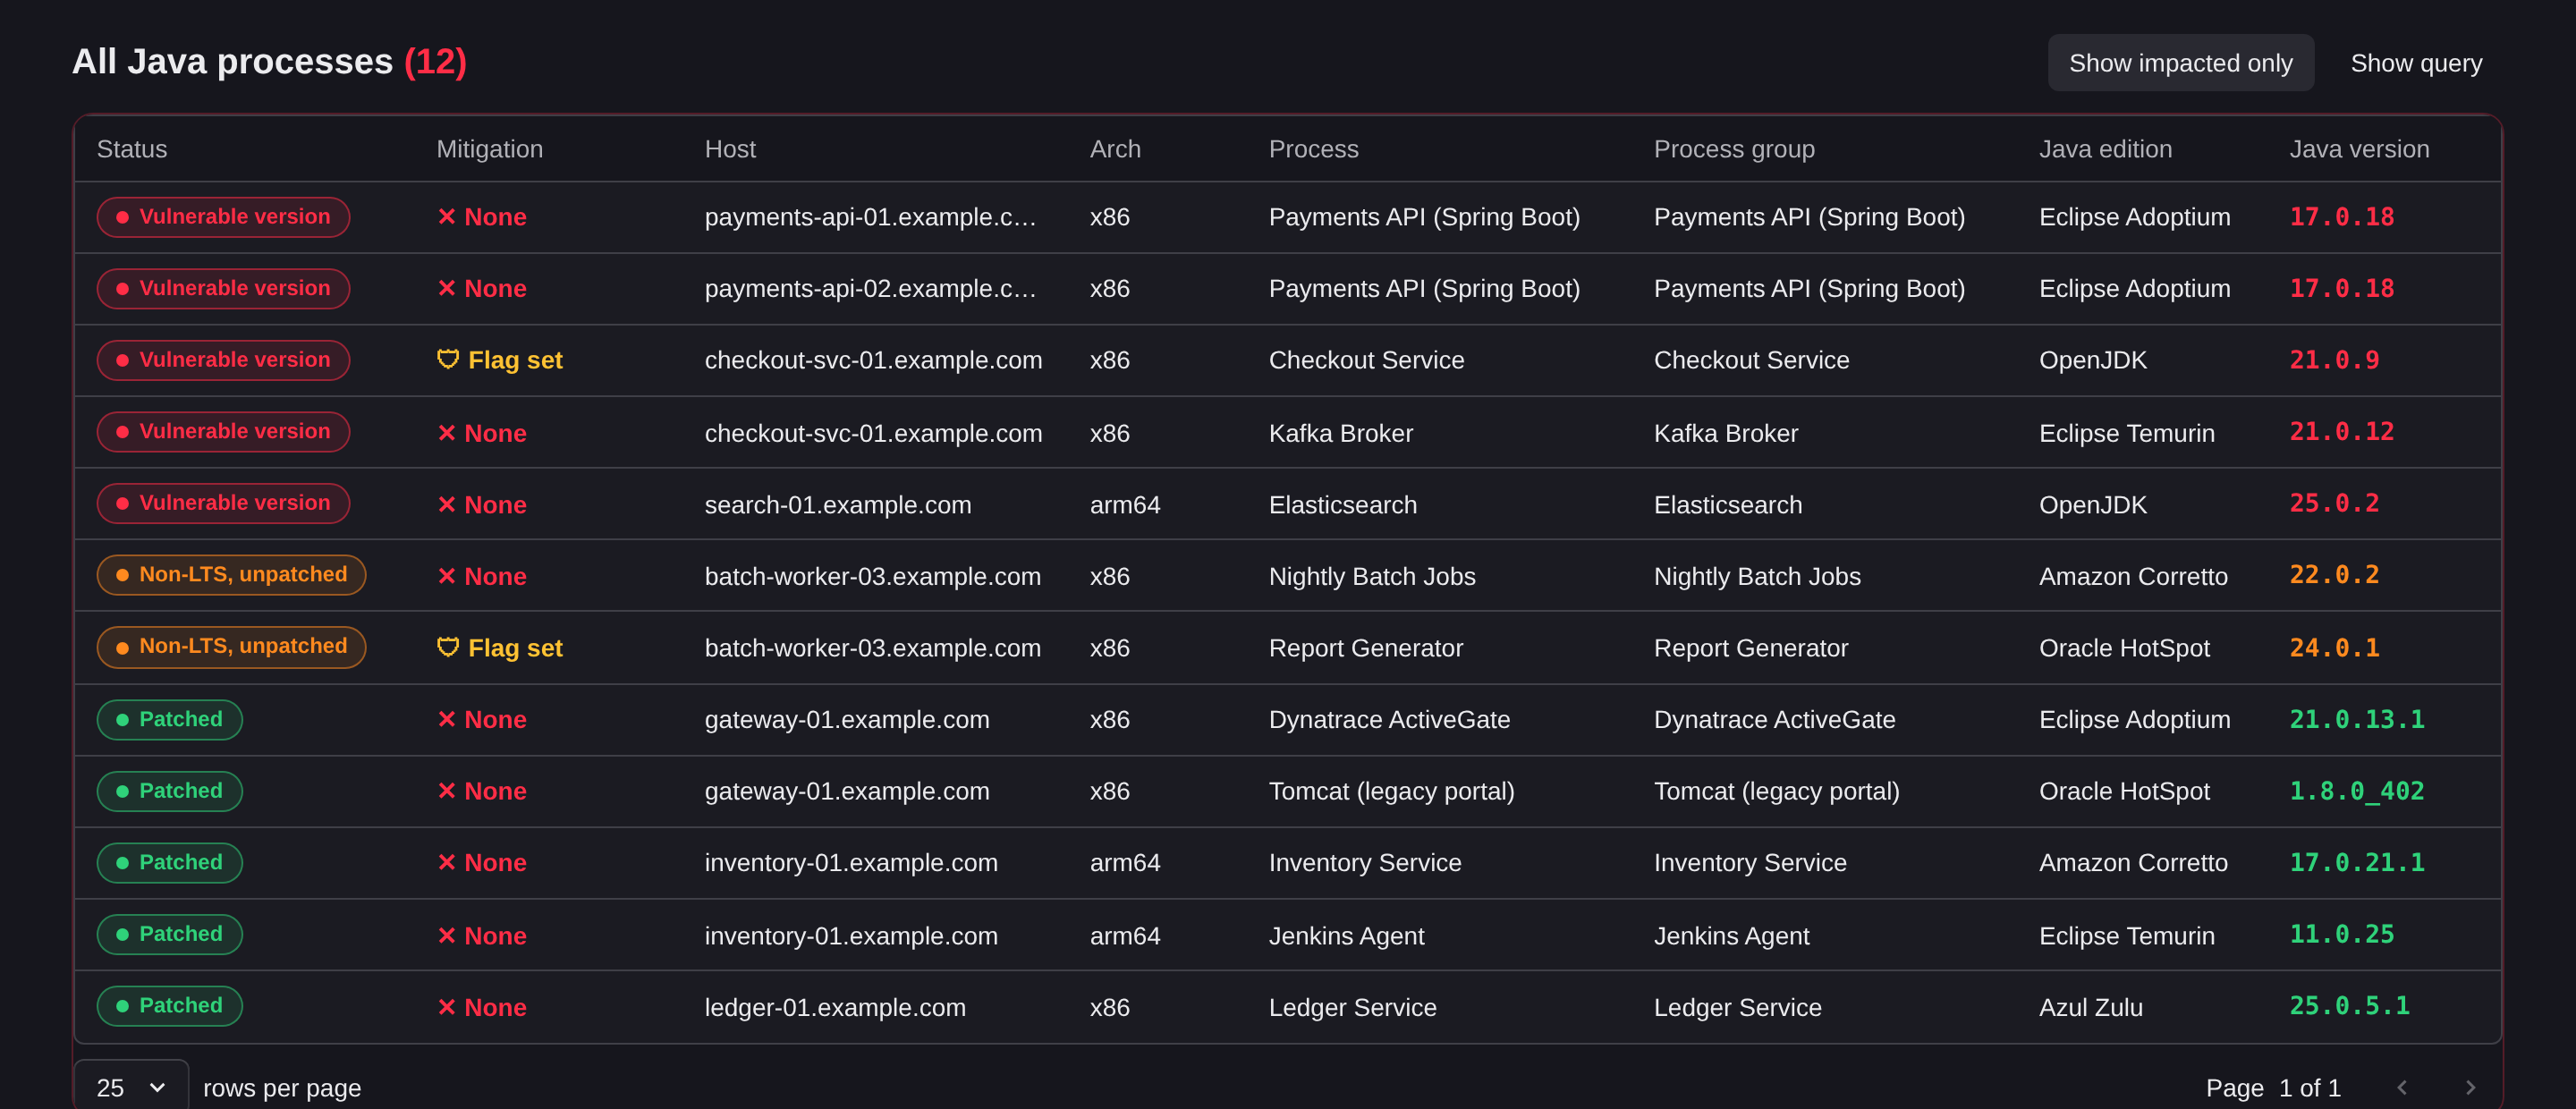 All Java processes (12) Show impacted only Show query
Status Mitigation Host Arch Process Process group Java edition Java version
Vulnerable version ✕ None payments-api-01.example.c… x86 Payments API (Spring Boot) Payments API (Spring Boot) Eclipse Adoptium 17.0.18
Vulnerable version ✕ None payments-api-02.example.c… x86 Payments API (Spring Boot) Payments API (Spring Boot) Eclipse Adoptium 17.0.18
Vulnerable version Flag set checkout-svc-01.example.com x86 Checkout Service Checkout Service OpenJDK 21.0.9
Vulnerable version ✕ None checkout-svc-01.example.com x86 Kafka Broker Kafka Broker Eclipse Temurin 21.0.12
Vulnerable version ✕ None search-01.example.com arm64 Elasticsearch Elasticsearch OpenJDK 25.0.2
Non-LTS, unpatched ✕ None batch-worker-03.example.com x86 Nightly Batch Jobs Nightly Batch Jobs Amazon Corretto 22.0.2
Non-LTS, unpatched Flag set batch-worker-03.example.com x86 Report Generator Report Generator Oracle HotSpot 24.0.1
Patched ✕ None gateway-01.example.com x86 Dynatrace ActiveGate Dynatrace ActiveGate Eclipse Adoptium 21.0.13.1
Patched ✕ None gateway-01.example.com x86 Tomcat (legacy portal) Tomcat (legacy portal) Oracle HotSpot 1.8.0_402
Patched ✕ None inventory-01.example.com arm64 Inventory Service Inventory Service Amazon Corretto 17.0.21.1
Patched ✕ None inventory-01.example.com arm64 Jenkins Agent Jenkins Agent Eclipse Temurin 11.0.25
Patched ✕ None ledger-01.example.com x86 Ledger Service Ledger Service Azul Zulu 25.0.5.1
25 rows per page Page 1 of 1